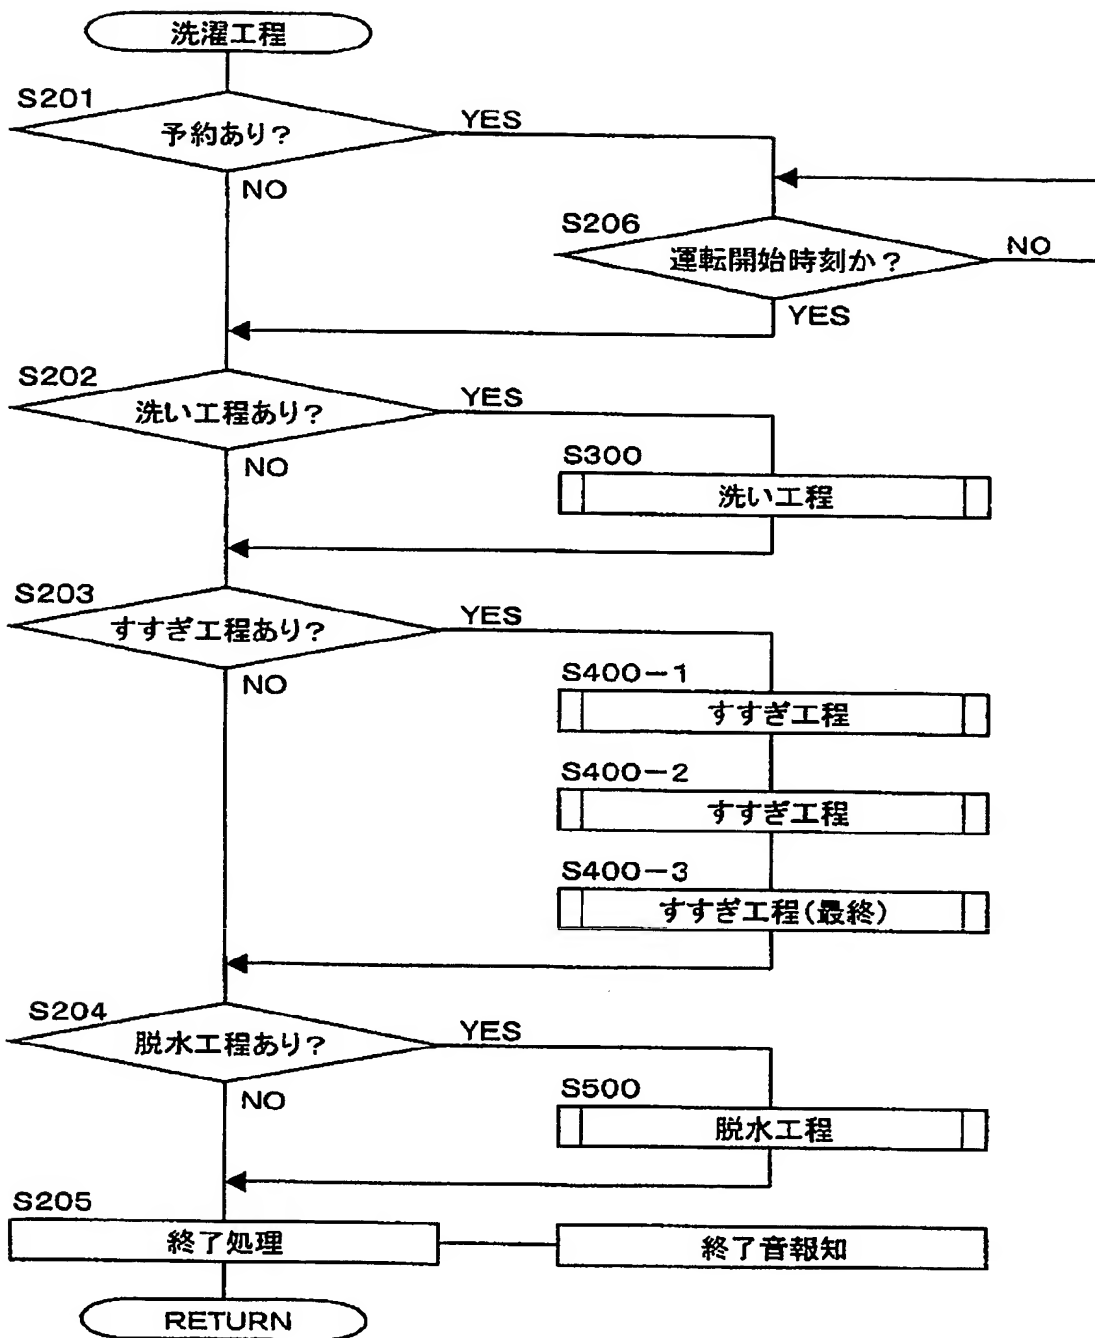 洗濯工程
S201
予約あり?
YES
NO
S206
運転開始時刻か?
NO
YES
S202
洗い工程あり?
YES
NO
S300
洗い工程
S203
すすぎ工程あり?
YES
NO
S400-1
すすぎ工程
S400-2
すすぎ工程
S400-3
すすぎ工程(最終)
S204
脱水工程あり?
YES
NO
S500
脱水工程
S205
終了処理
終了音報知
RETURN